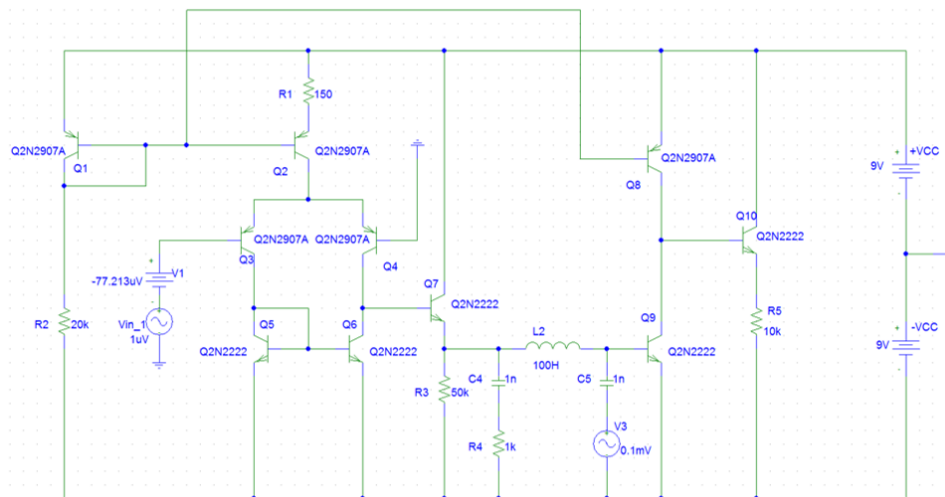 R1
150
Q2N2907A
Q1
Q2N2907A
Q2
Q2N2907A
Q8
+VCC
9V
Q10
Q2N2222
Q2N2907A
Q3
Q2N2907A
Q4
V1
-77.213uV
Q7
Q2N2222
R2
20k
Vin_1
1uV
Q5
Q2N2222
Q6
Q2N2222
L2
100H
Q9
Q2N2222
R5
10k
-VCC
9V
R3
50k
C4
1n
C5
1n
R4
1k
V3
0.1mV
+
-
+
-
+
-
+
-